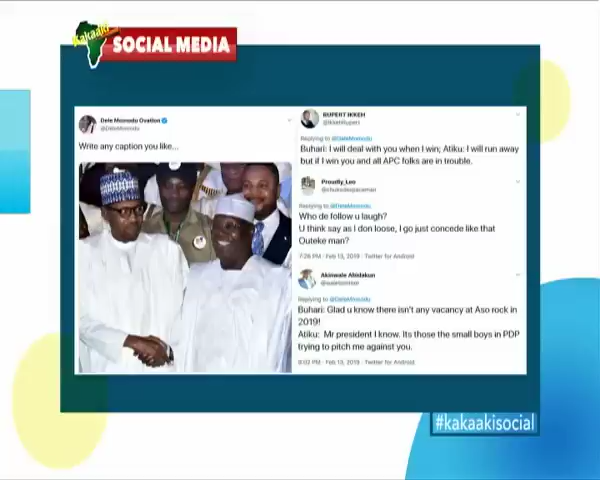 Kakaaki
SOCIAL MEDIA
Dele Momodu Ovation
@DeleMomodu
Write any caption you like...
RUPERT IKKEH
Replying to @DeleMomodu
Buhari: I will deal with you when I win; Atiku: I will run away
but if I win you and all APC folks are in trouble.
Proudly_Leo
Replying to @DeleMomodu
Who de follow u laugh?
U think say as I don loose, I go just concede like that
Outeke man?
7:26 PM · Feb 13, 2019 · Twitter for Android
Akinwale Abidakun
Replying to @DeleMomodu
Buhari: Glad u know there isn't any vacancy at Aso rock in
2019!
Atiku: Mr president I know. Its those the small boys in PDP
trying to pitch me against you.
8:02 PM · Feb 13, 2019 · Twitter for Android
#kakaakisocial